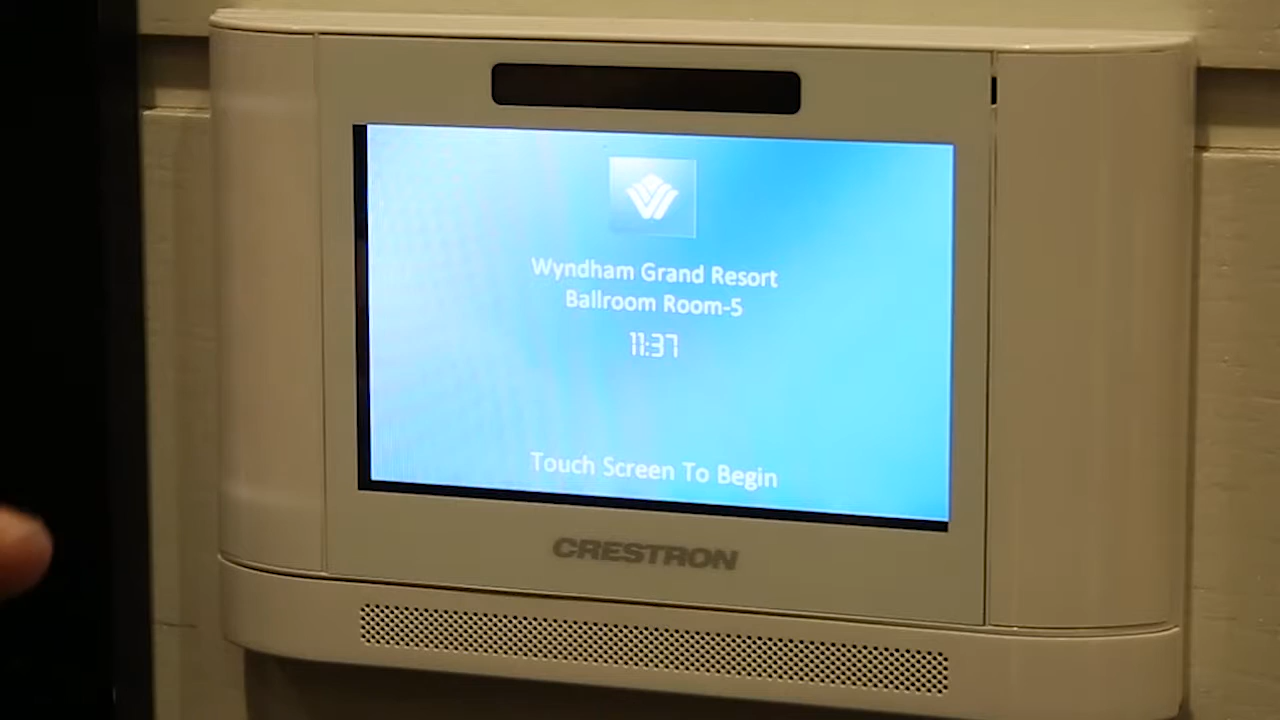 Wyndham Grand Resort
Ballroom Room-5
11:37
Touch Screen To Begin
CRESTRON